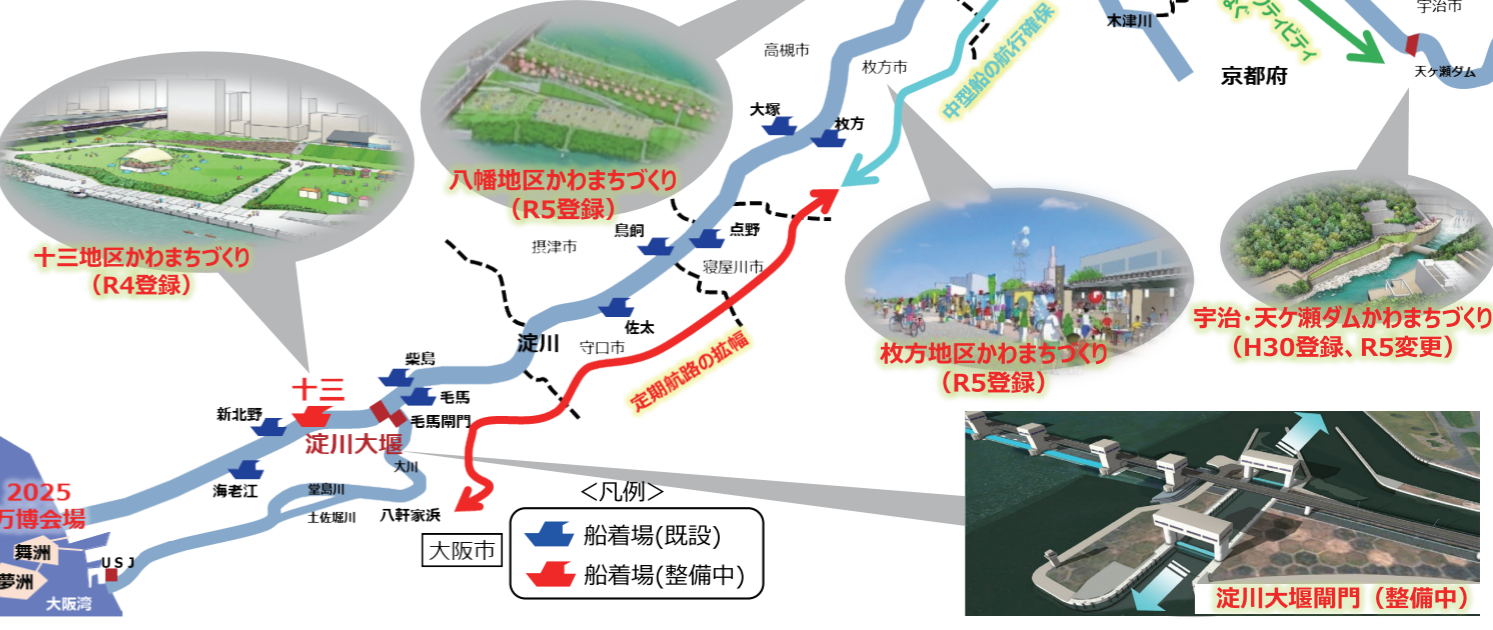 宇治市
木津川
ティビティ
高槻市
中型船の航行確保
枚方市
京都府
天ヶ瀬ダム
大塚
枚方
八幡地区かわまちづくり
（R5登録）
鳥飼
点野
摂津市
寝屋川市
十三地区かわまちづくり
（R4登録）
佐太
淀川
守口市
定期航路の拡幅
宇治・天ケ瀬ダムかわまちづくり
（H30登録、R5変更）
枚方地区かわまちづくり
（R5登録）
柴島
十三
毛馬
新北野
毛馬閘門
淀川大堰
大川
海老江
堂島川
土佐堀川
八軒家浜
2025
万博会場
舞洲
夢洲
USJ
大阪湾
大阪市
＜凡例＞
船着場(既設)
船着場(整備中)
淀川大堰閘門（整備中）